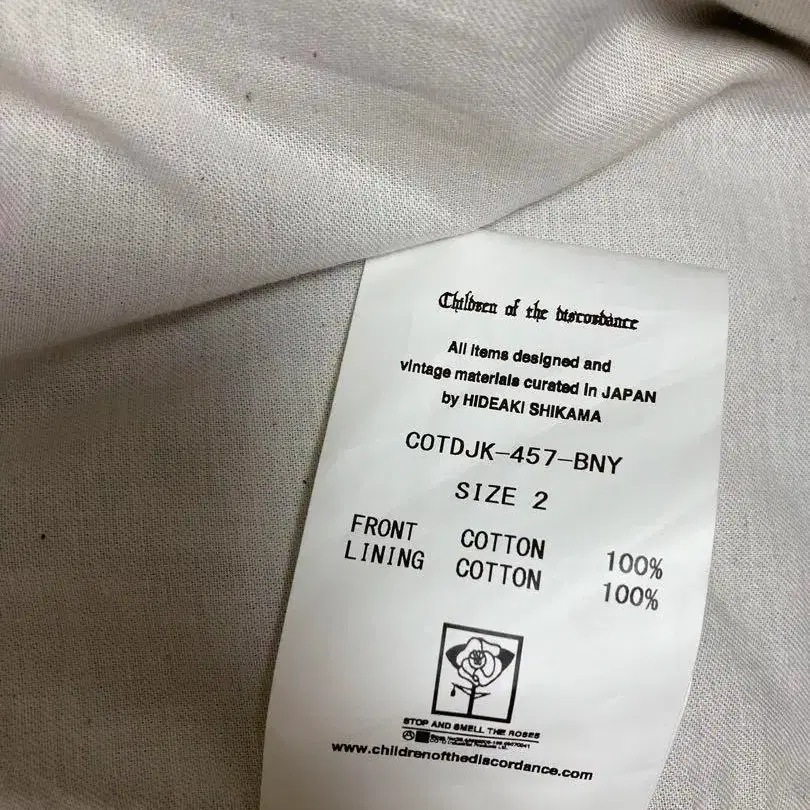 Children of the discordance
All items designed and
vintage materials curated in JAPAN
by HIDEAKI SHIKAMA
COTDJK-457-BNY
SIZE 2
FRONT COTTON 100%
LINING COTTON 100%
STOP AND SMELL THE ROSES
www.childrenofthediscordance.com